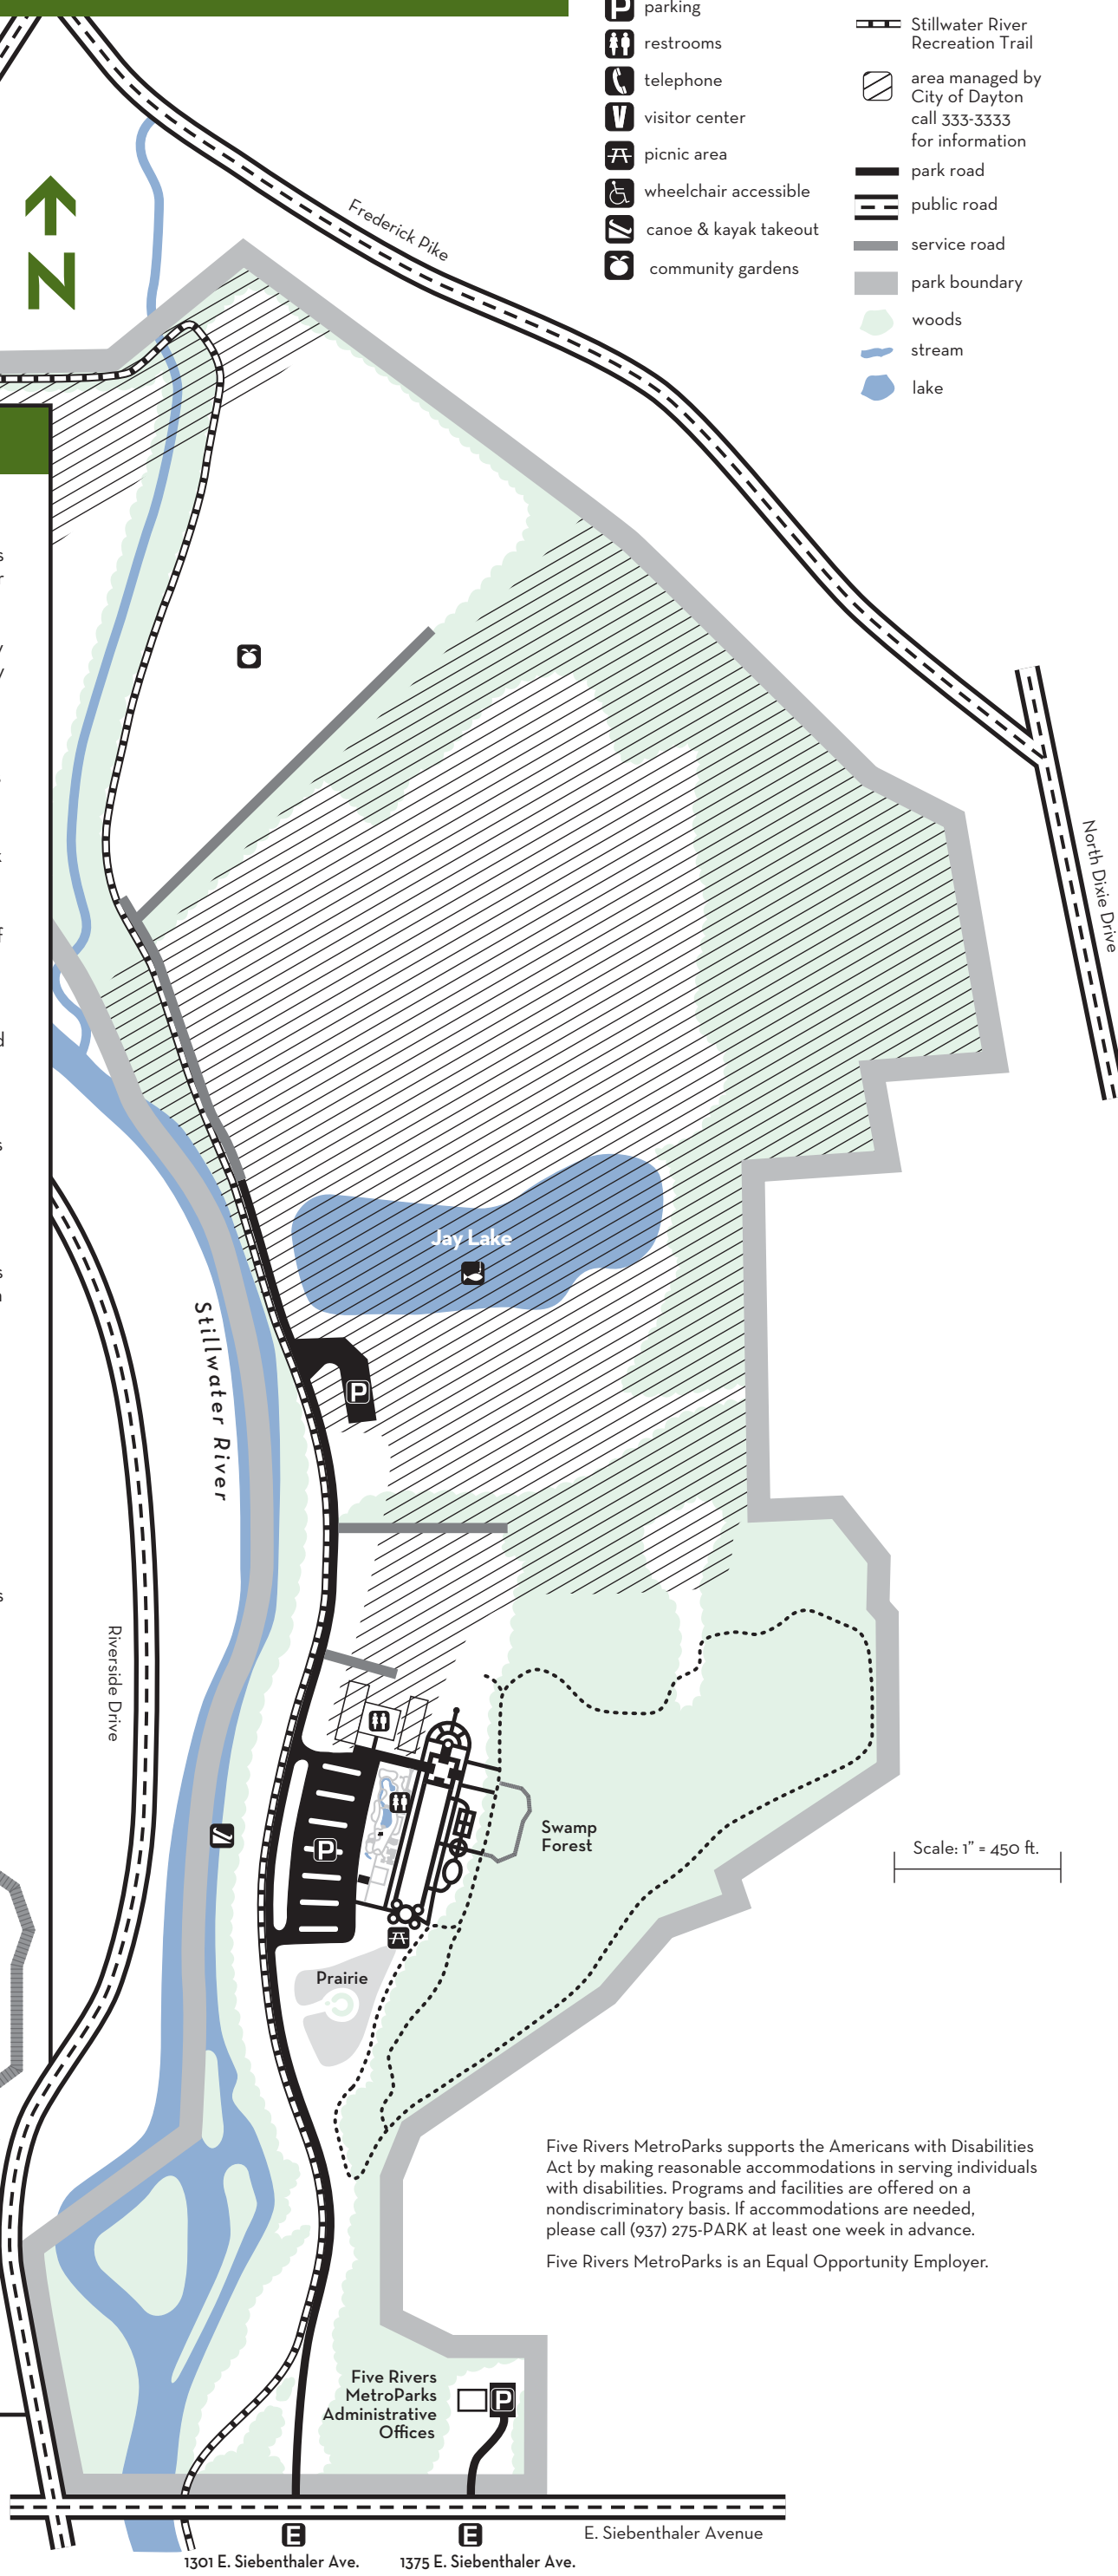 parking
restrooms
telephone
visitor center
picnic area
wheelchair accessible
canoe & kayak takeout
community gardens
Stillwater River
Recreation Trail
area managed by
City of Dayton
call 333-3333
for information
park road
public road
service road
park boundary
woods
stream
lake
P
V
N
Frederick Pike
North Dixie Drive
Jay Lake
P
Stillwater River
Riverside Drive
Swamp
Forest
P
Prairie
Scale: 1" = 450 ft.
Five Rivers MetroParks supports the Americans with Disabilities
Act by making reasonable accommodations in serving individuals
with disabilities. Programs and facilities are offered on a
nondiscriminatory basis. If accommodations are needed,
please call (937) 275-PARK at least one week in advance.
Five Rivers MetroParks is an Equal Opportunity Employer.
Five Rivers
MetroParks
Administrative
Offices
P
E. Siebenthaler Avenue
E
E
1301 E. Siebenthaler Ave.
1375 E. Siebenthaler Ave.